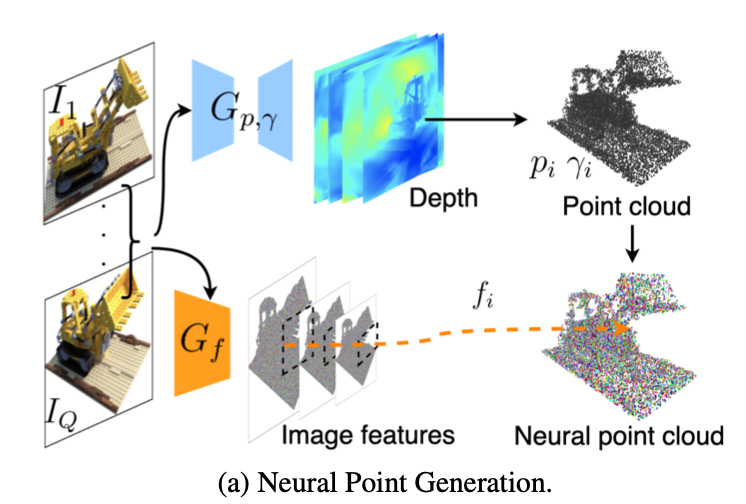 I_1
G_{p,γ}
Depth
p_i γ_i
Point cloud
I_Q
G_f
f_i
Image features
Neural point cloud
(a) Neural Point Generation.